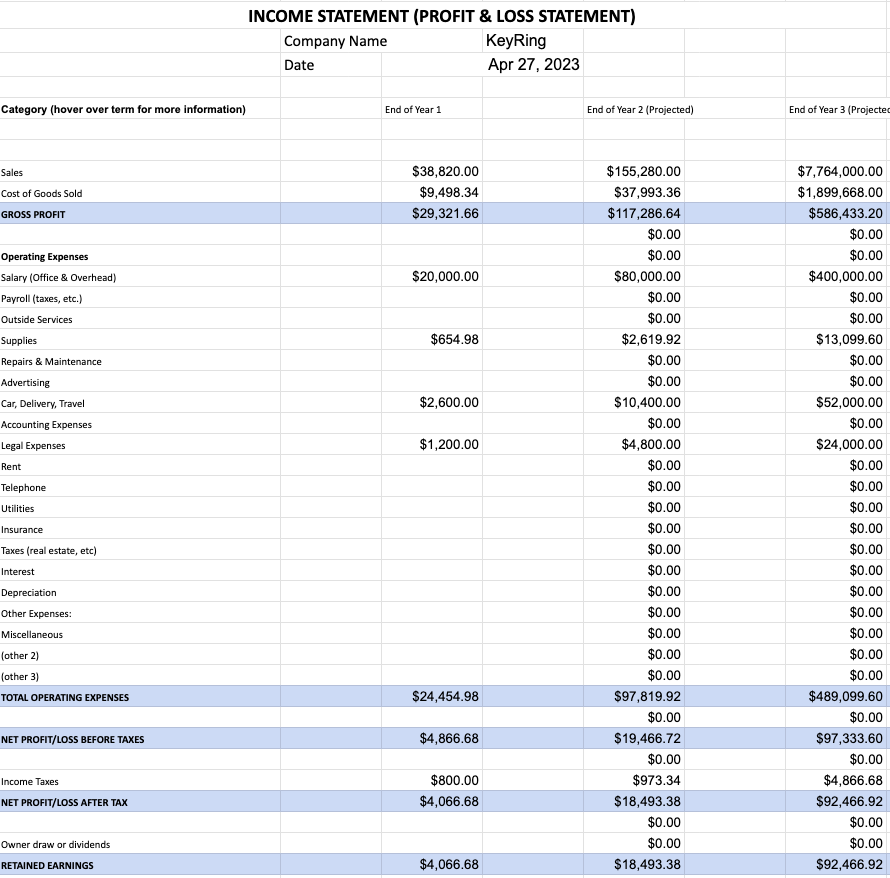 INCOME STATEMENT (PROFIT & LOSS STATEMENT)
Company Name KeyRing
Date Apr 27, 2023
Category (hover over term for more information) End of Year 1 End of Year 2 (Projected) End of Year 3 (Projectec
Sales $38,820.00 $155,280.00 $7,764,000.00
Cost of Goods Sold $9,498.34 $37,993.36 $1,899,668.00
GROSS PROFIT $29,321.66 $117,286.64 $586,433.20
$0.00 $0.00
Operating Expenses $0.00 $0.00
Salary (Office & Overhead) $20,000.00 $80,000.00 $400,000.00
Payroll (taxes, etc.) $0.00 $0.00
Outside Services $0.00 $0.00
Supplies $654.98 $2,619.92 $13,099.60
Repairs & Maintenance $0.00 $0.00
Advertising $0.00 $0.00
Car, Delivery, Travel $2,600.00 $10,400.00 $52,000.00
Accounting Expenses $0.00 $0.00
Legal Expenses $1,200.00 $4,800.00 $24,000.00
Rent $0.00 $0.00
Telephone $0.00 $0.00
Utilities $0.00 $0.00
Insurance $0.00 $0.00
Taxes (real estate, etc) $0.00 $0.00
Interest $0.00 $0.00
Depreciation $0.00 $0.00
Other Expenses: $0.00 $0.00
Miscellaneous $0.00 $0.00
(other 2) $0.00 $0.00
(other 3) $0.00 $0.00
TOTAL OPERATING EXPENSES $24,454.98 $97,819.92 $489,099.60
$0.00 $0.00
NET PROFIT/LOSS BEFORE TAXES $4,866.68 $19,466.72 $97,333.60
$0.00 $0.00
Income Taxes $800.00 $973.34 $4,866.68
NET PROFIT/LOSS AFTER TAX $4,066.68 $18,493.38 $92,466.92
$0.00 $0.00
Owner draw or dividends $0.00 $0.00
RETAINED EARNINGS $4,066.68 $18,493.38 $92,466.92